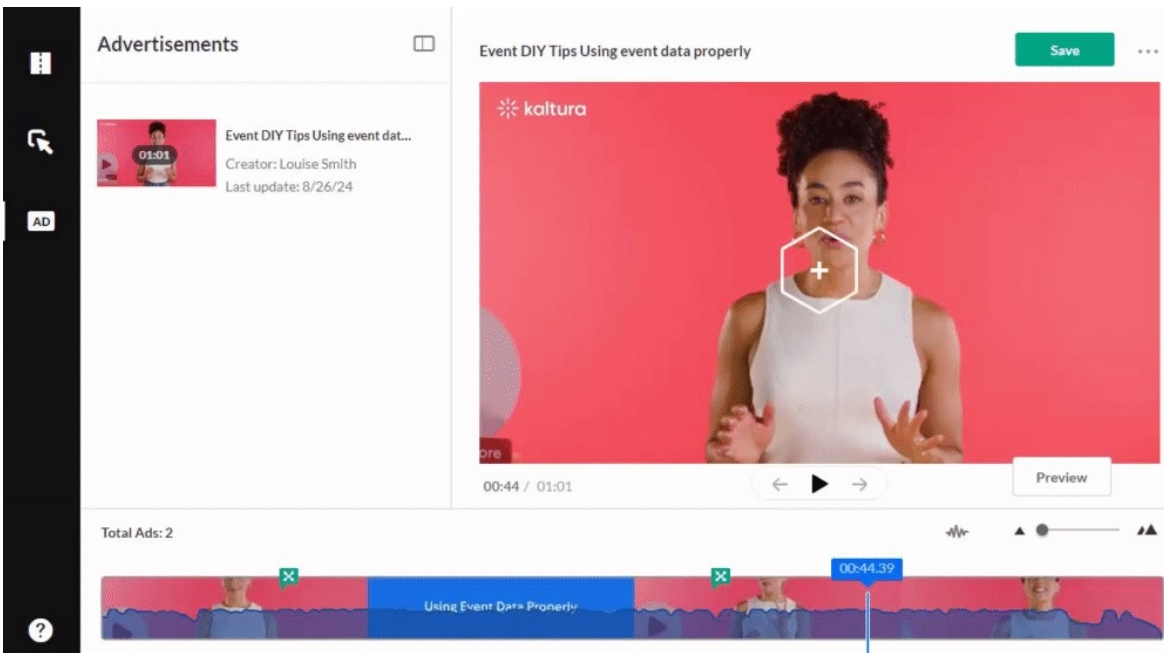 Advertisements
Event DIY Tips Using event data properly
Save
kaltura
01:01
Event DIY Tips Using event dat...
Creator: Louise Smith
Last update: 8/26/24
AD
ore
00:44 / 01:01
Preview
Total Ads: 2
00:44.39
Using Event Data Properly
?